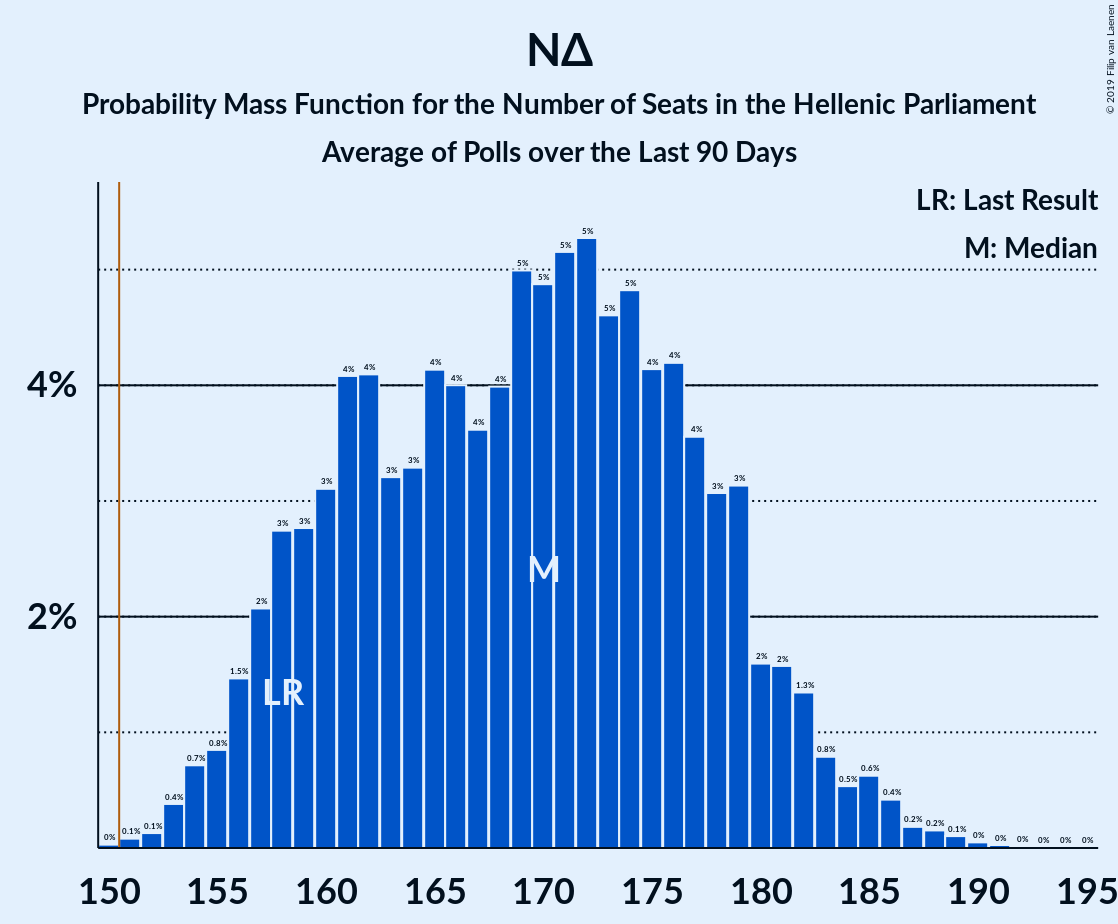 © 2019 Filip van Laenen
ΝΔ
Probability Mass Function for the Number of Seats in the Hellenic Parliament
Average of Polls over the Last 90 Days
LR: Last Result
M: Median
4%
2%
0% 0.1% 0.1% 0.4% 0.7% 0.8% 1.5% 2% 3% 3% 3% 4% 4% 3% 3% 4% 4% 4% 4% 5% 5% 5% 5% 5% 5% 4% 4% 4% 3% 3% 2% 2% 1.3% 0.8% 0.5% 0.6% 0.4% 0.2% 0.2% 0.1% 0% 0% 0% 0% 0% 0%
M
LR
150 155 160 165 170 175 180 185 190 195